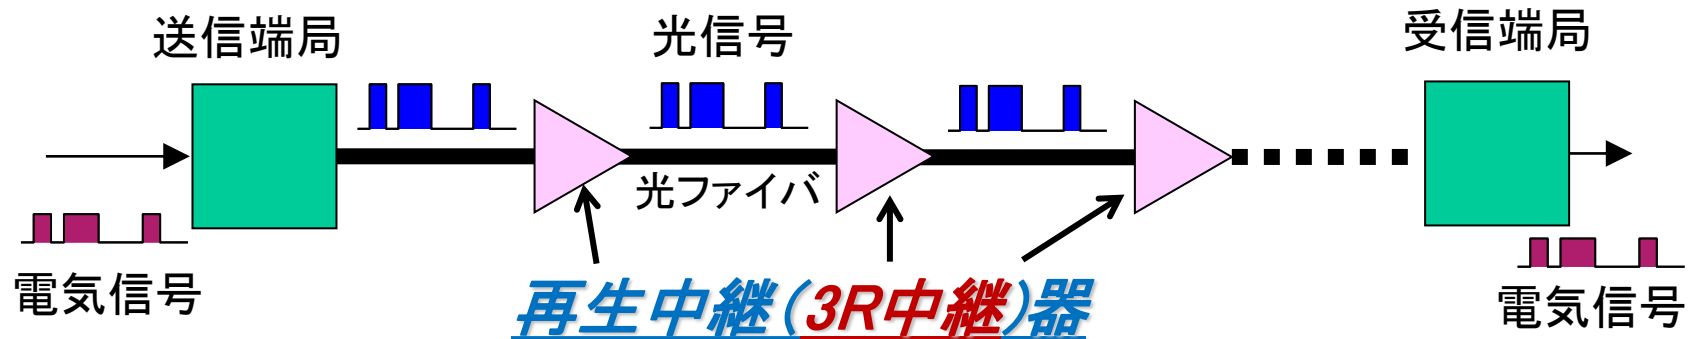 送信端局
光信号
受信端局
光ファイバ
電気信号
再生中継(3R中継)器
電気信号